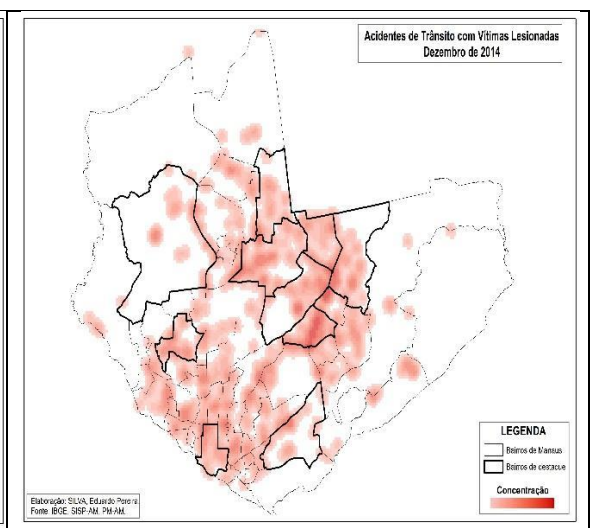 Acidentes de Trânsito com Vítimas Lesionadas
Dezembro de 2014
LEGENDA
Bairros de Manaus
Bairros de destaque
Concentração
Elaboração: SILVA, Eduardo Pereira.
Fonte: IBGE, SISP-AM, PM-AM.